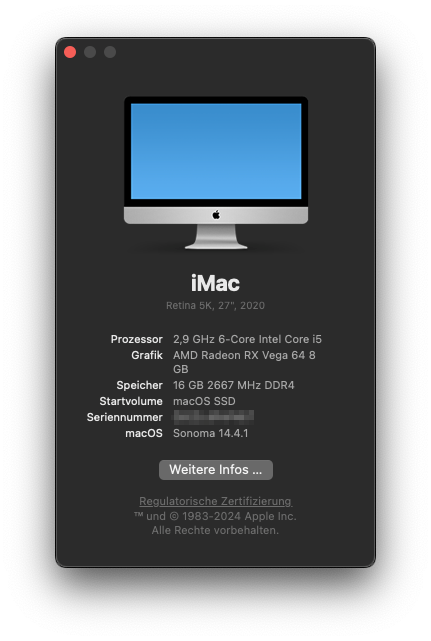 iMac
Retina 5K, 27", 2020
Prozessor 2,9 GHz 6-Core Intel Core i5
Grafik AMD Radeon RX Vega 64 8
GB
Speicher 16 GB 2667 MHz DDR4
Startvolume macOS SSD
Seriennummer
macOS Sonoma 14.4.1
Weitere Infos ...
Regulatorische Zertifizierung
™ und © 1983-2024 Apple Inc.
Alle Rechte vorbehalten.